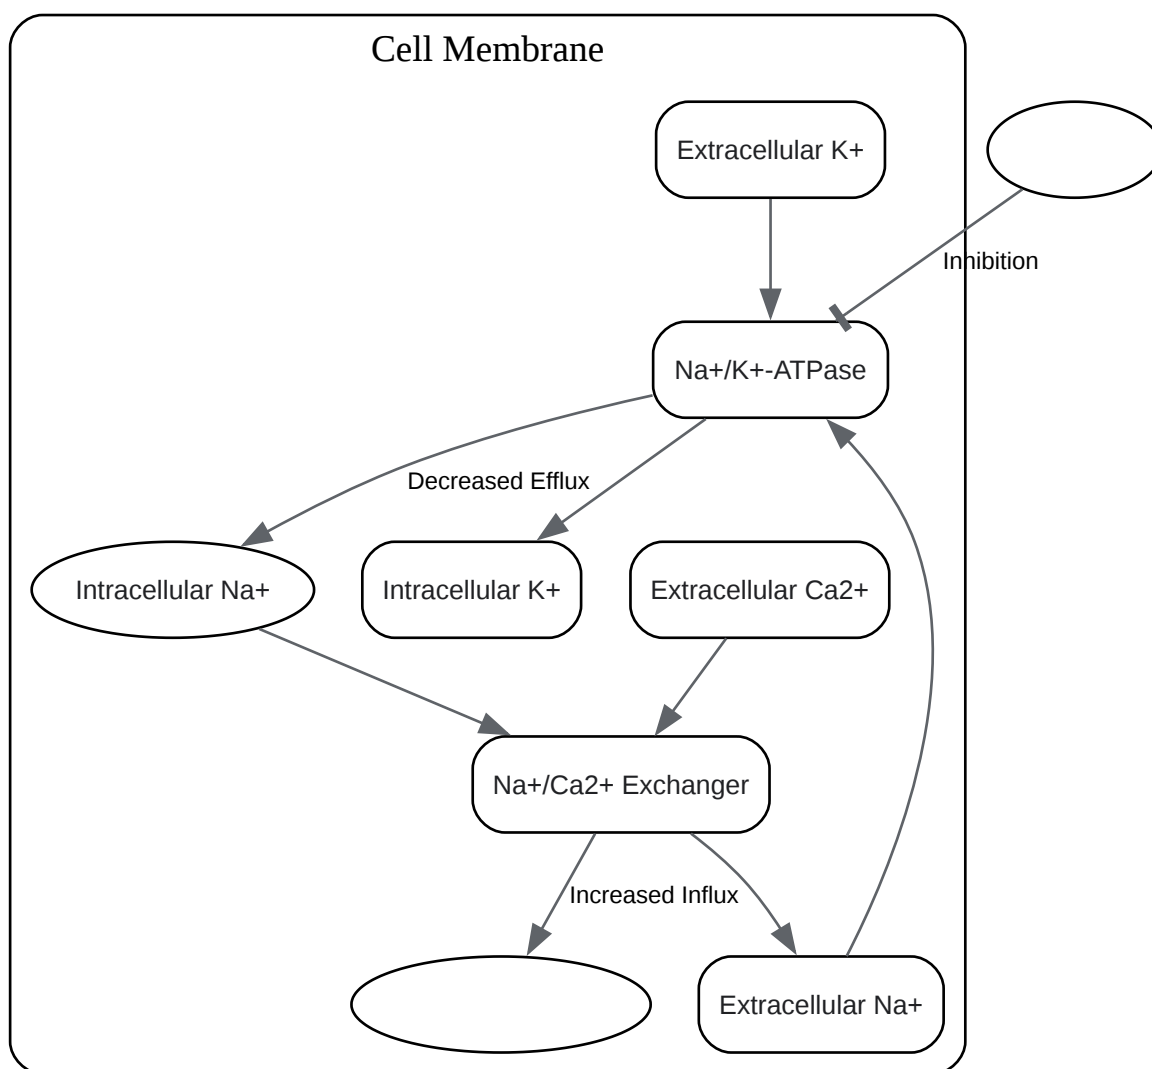 Cell Membrane
Extracellular K+
Inhibition
Na+/K+-ATPase
Decreased Efflux
Intracellular Na+
Intracellular K+
Extracellular Ca2+
Na+/Ca2+ Exchanger
Increased Influx
Extracellular Na+